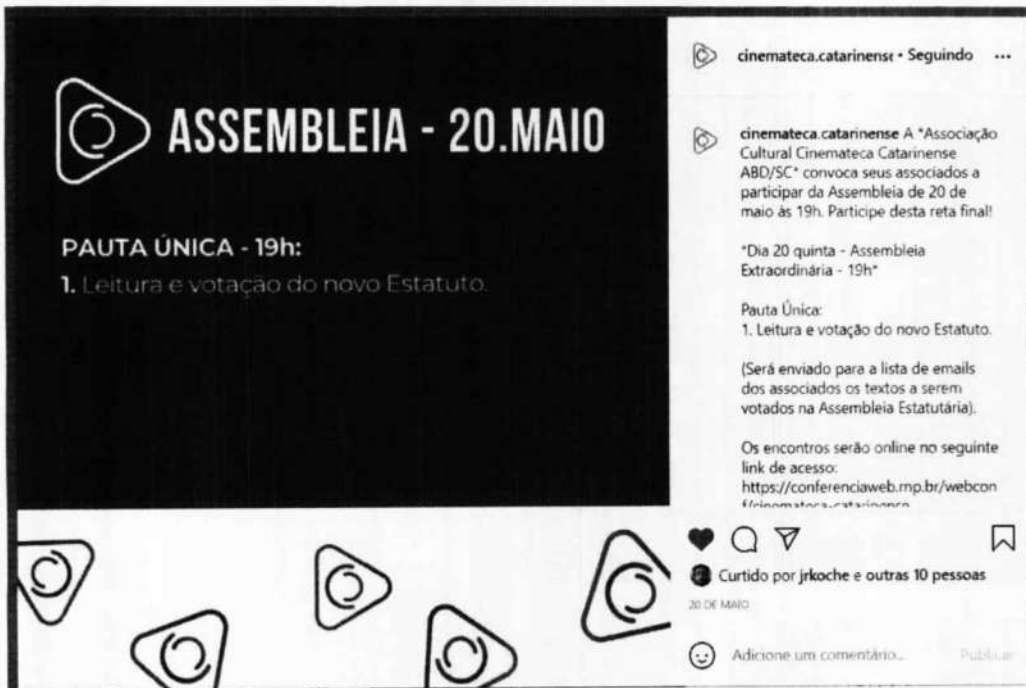 ASSEMBLEIA - 20.MAIO
PAUTA ÚNICA - 19h:
1. Leitura e votação do novo Estatuto.
cinemateca.catarinense • Seguindo ...
cinemateca.catarinense A "Associação
Cultural Cinemateca Catarinense
ABD/SC" convoca seus associados a
participar da Assembleia de 20 de
maio às 19h. Participe desta reta final!
"Dia 20 quinta - Assembleia
Extraordinária - 19h"
Pauta Única:
1. Leitura e votação do novo Estatuto.
(Será enviado para a lista de emails
dos associados os textos a serem
votados na Assembleia Estatutária).
Os encontros serão online no seguinte
link de acesso:
https://conferenciaweb.rnp.br/webcon
f/cinemateca-catarinense
Curtido por jrkoche e outras 10 pessoas
20 DE MAIO
Adicione um comentário... Publicar